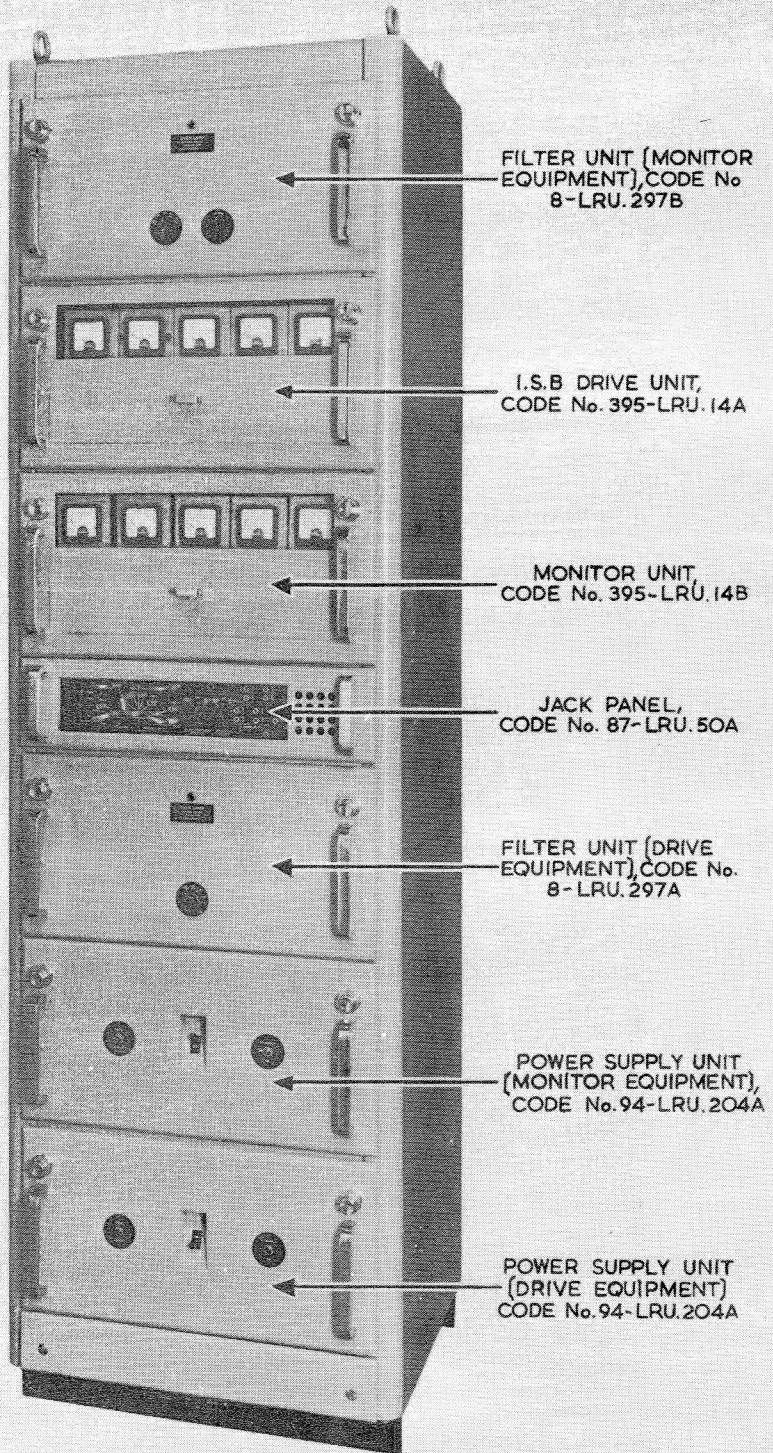 FILTER UNIT (MONITOR
EQUIPMENT), CODE No
8-LRU.297B
I.S.B DRIVE UNIT,
CODE No. 395-LRU.14A
MONITOR UNIT,
CODE No. 395-LRU.14B
JACK PANEL,
CODE No. 87-LRU.50A
FILTER UNIT (DRIVE
EQUIPMENT), CODE No.
8-LRU.297A
POWER SUPPLY UNIT
(MONITOR EQUIPMENT),
CODE No.94-LRU.204A
POWER SUPPLY UNIT
(DRIVE EQUIPMENT)
CODE No.94-LRU.204A